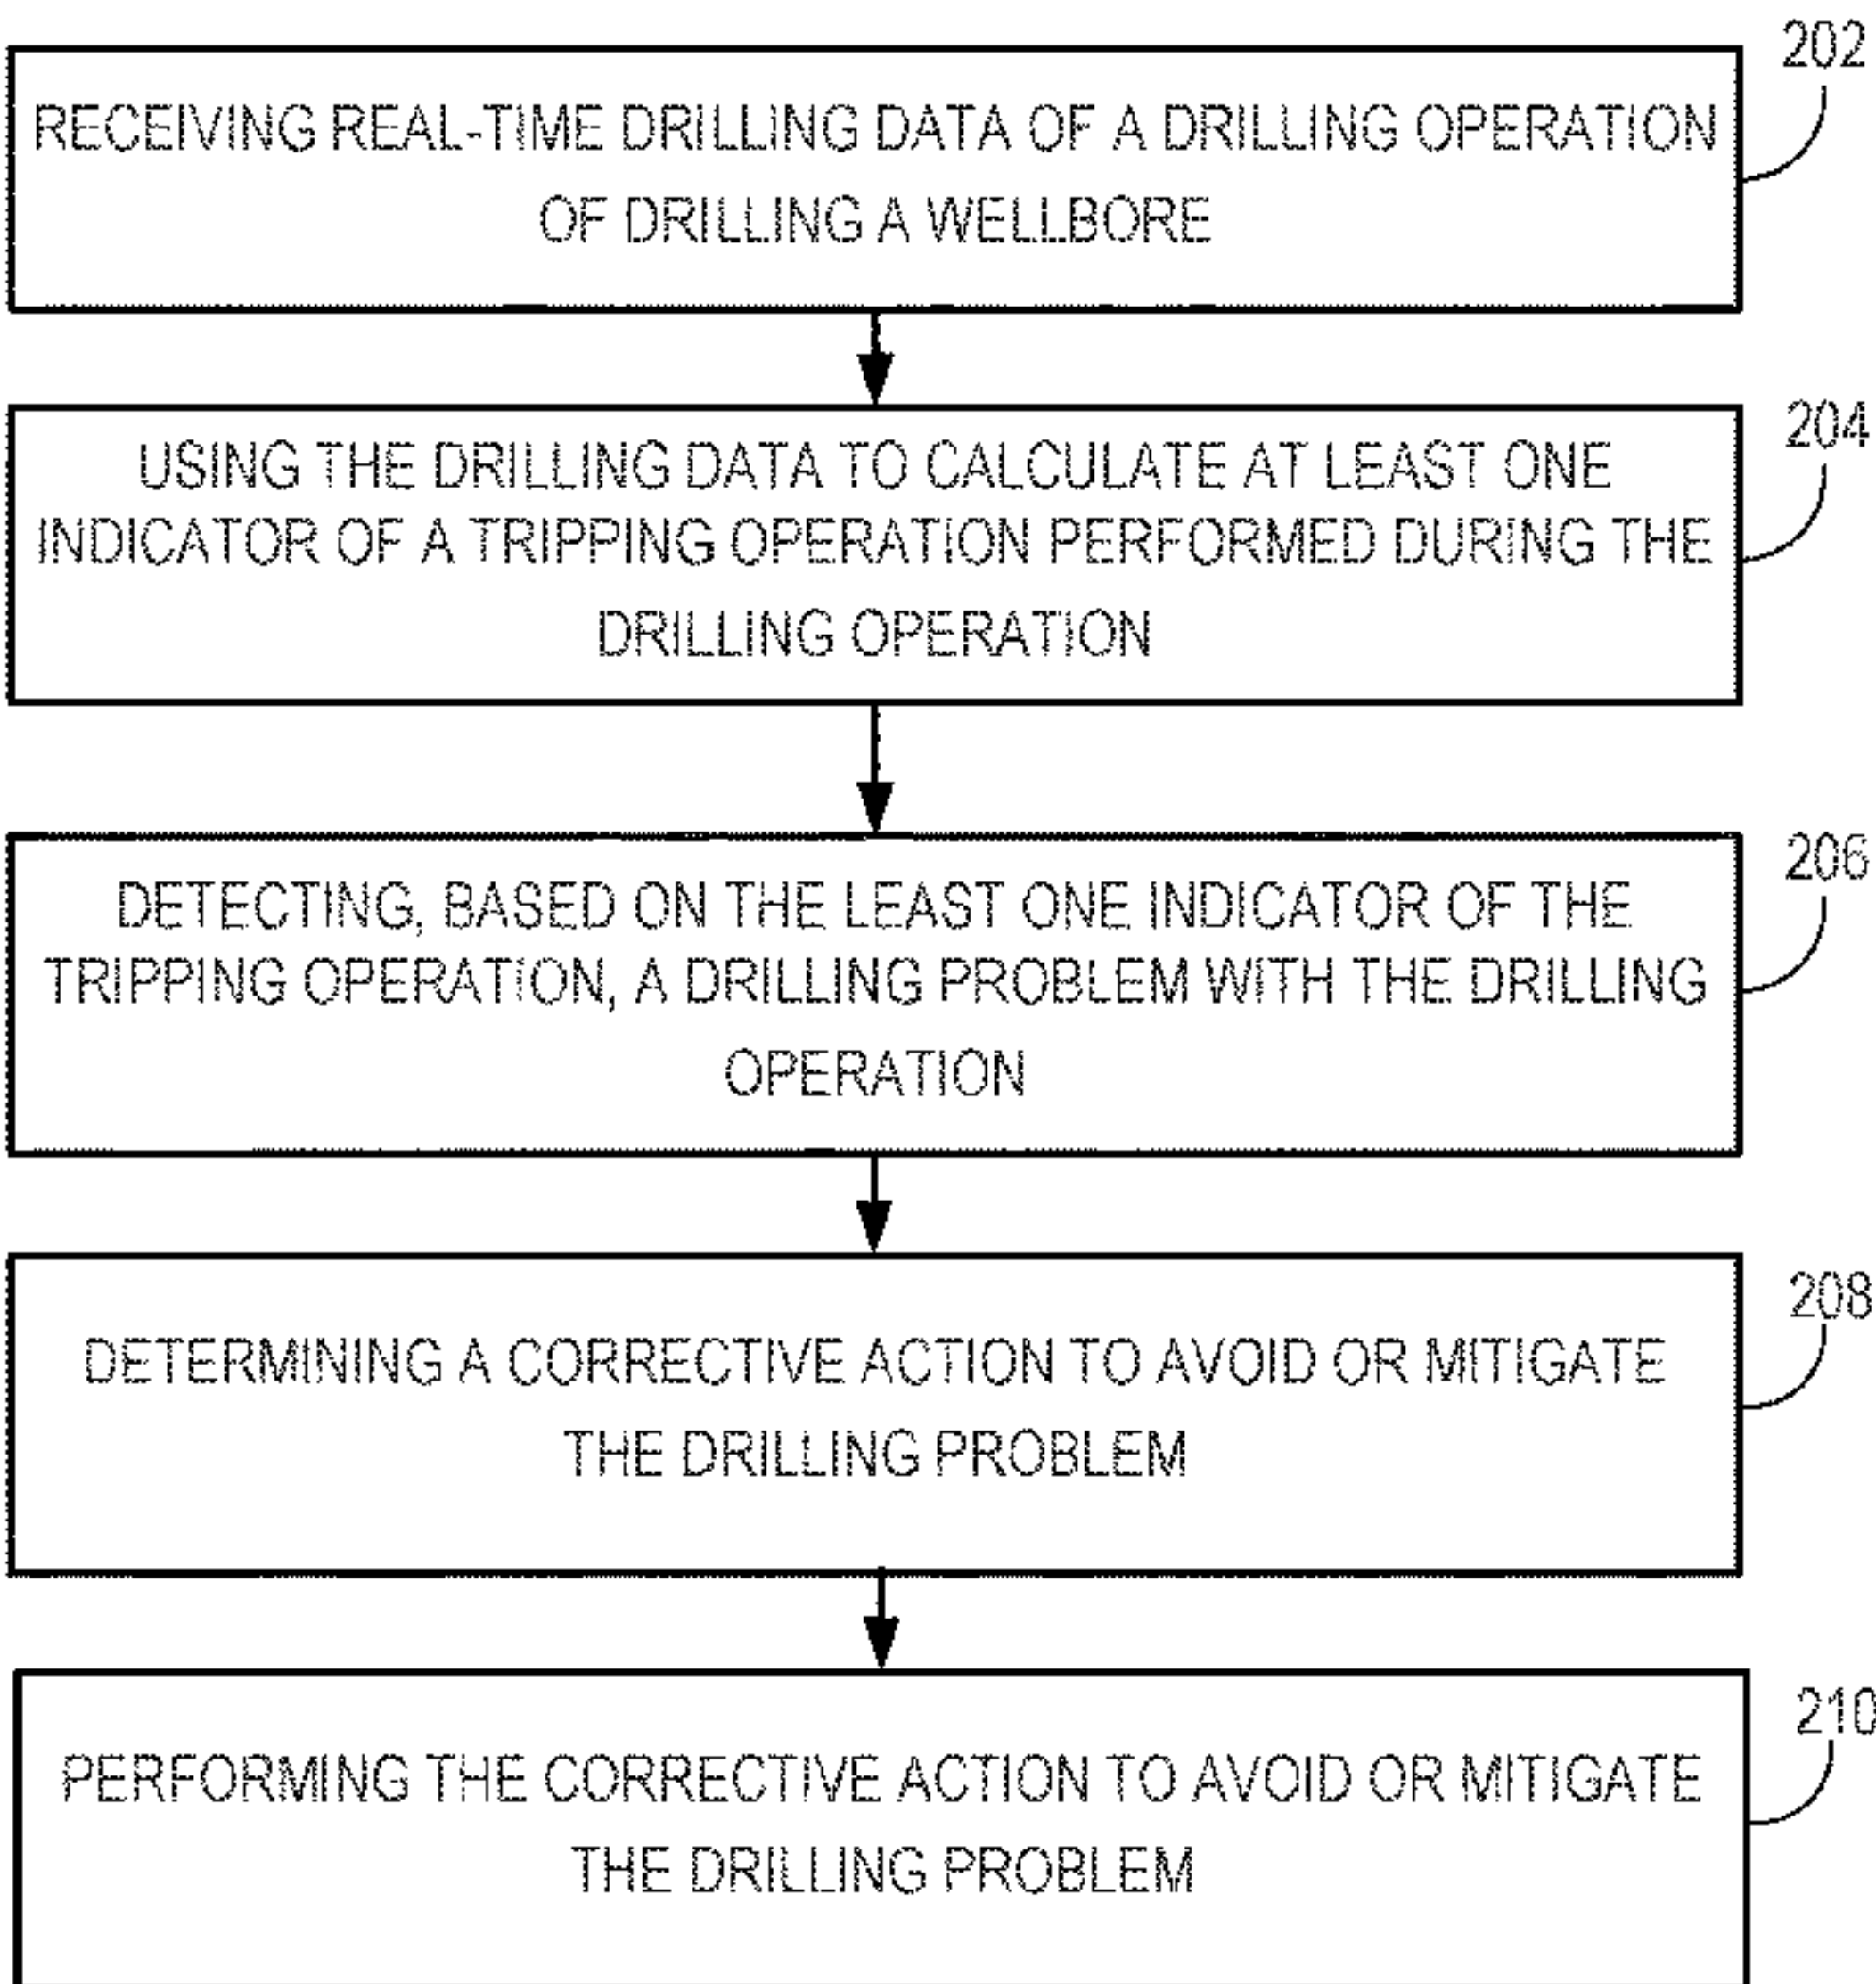 202
RECEIVING REAL-TIME DRILLING DATA OF A DRILLING OPERATION
OF DRILLING A WELLBORE
204
USING THE DRILLING DATA TO CALCULATE AT LEAST ONE
INDICATOR OF A TRIPPING OPERATION PERFORMED DURING THE
DRILLING OPERATION
206
DETECTING, BASED ON THE LEAST ONE INDICATOR OF THE
TRIPPING OPERATION, A DRILLING PROBLEM WITH THE DRILLING
OPERATION
208
DETERMINING A CORRECTIVE ACTION TO AVOID OR MITIGATE
THE DRILLING PROBLEM
210
PERFORMING THE CORRECTIVE ACTION TO AVOID OR MITIGATE
THE DRILLING PROBLEM